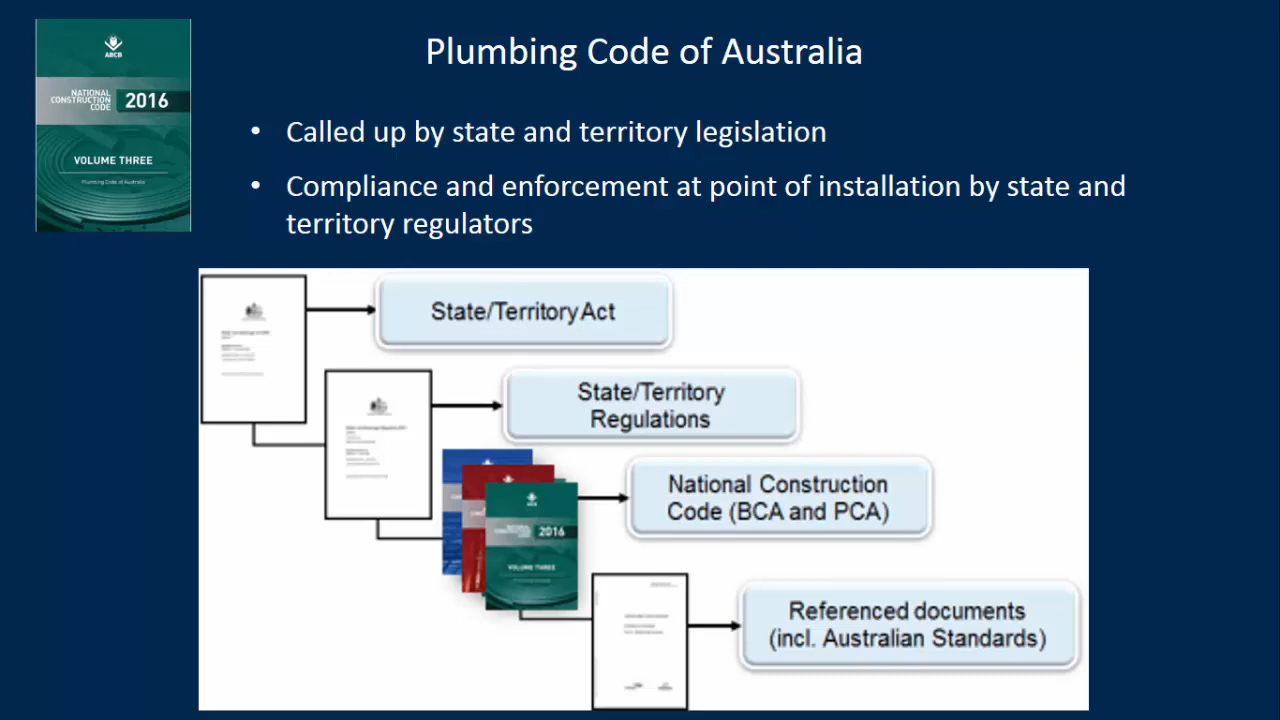 Plumbing Code of Australia
ABCB
NATIONAL
CONSTRUCTION
CODE
2016
VOLUME THREE
Plumbing Code of Australia
• Called up by state and territory legislation
• Compliance and enforcement at point of installation by state and
territory regulators
State/Territory Act
State/Territory
Regulations
National Construction
Code (BCA and PCA)
2016
VOLUME THREE
Referenced documents
(incl. Australian Standards)